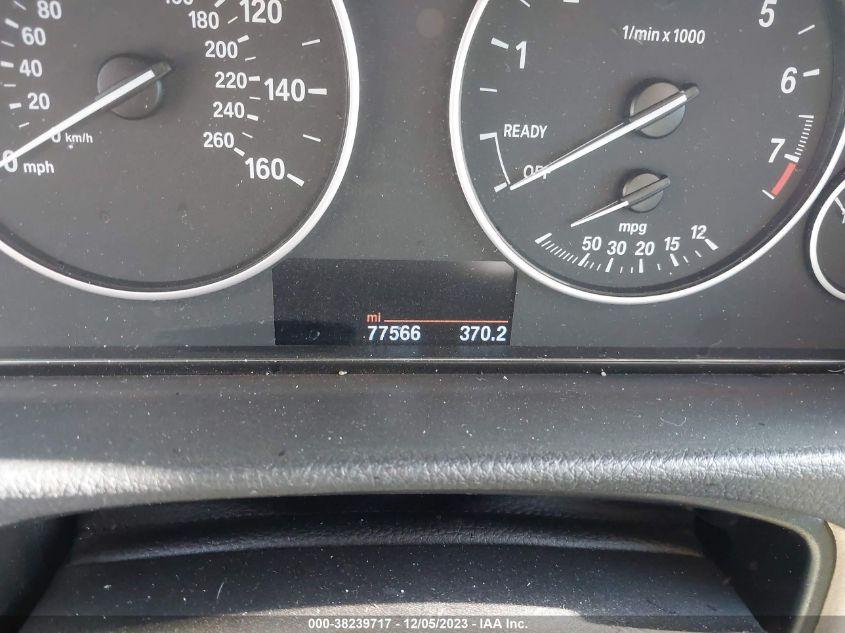 80 60 40 20 0 mph
0 km/h
180 200 220 240 260
120 140 160
1 5 6 7
1/min x 1000
READY
OFF
mpg
50 30 20 15 12
mi
77566 370.2
000-38239717 - 12/05/2023 - IAA Inc.